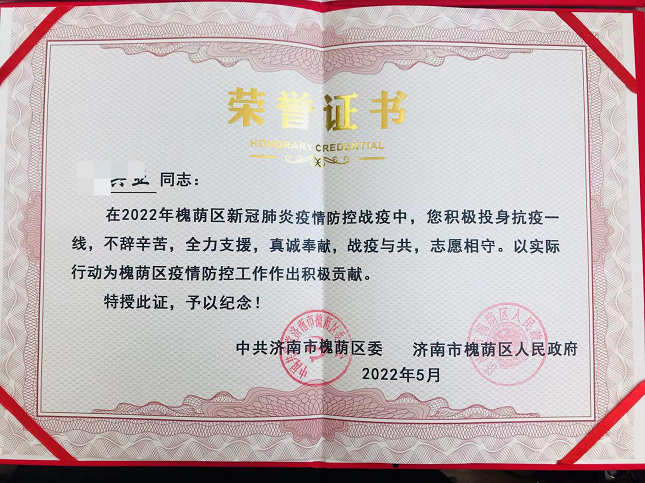 荣誉证书
HONORARY CREDENTIAL
同志：
在2022年槐荫区新冠肺炎疫情防控战疫中，您积极投身抗疫一
线，不辞辛苦，全力支援，真诚奉献，战疫与共，志愿相守。以实际
行动为槐荫区疫情防控工作作出积极贡献。
特授此证，予以纪念！
中共济南市槐荫区委 济南市槐荫区人民政府
2022年5月